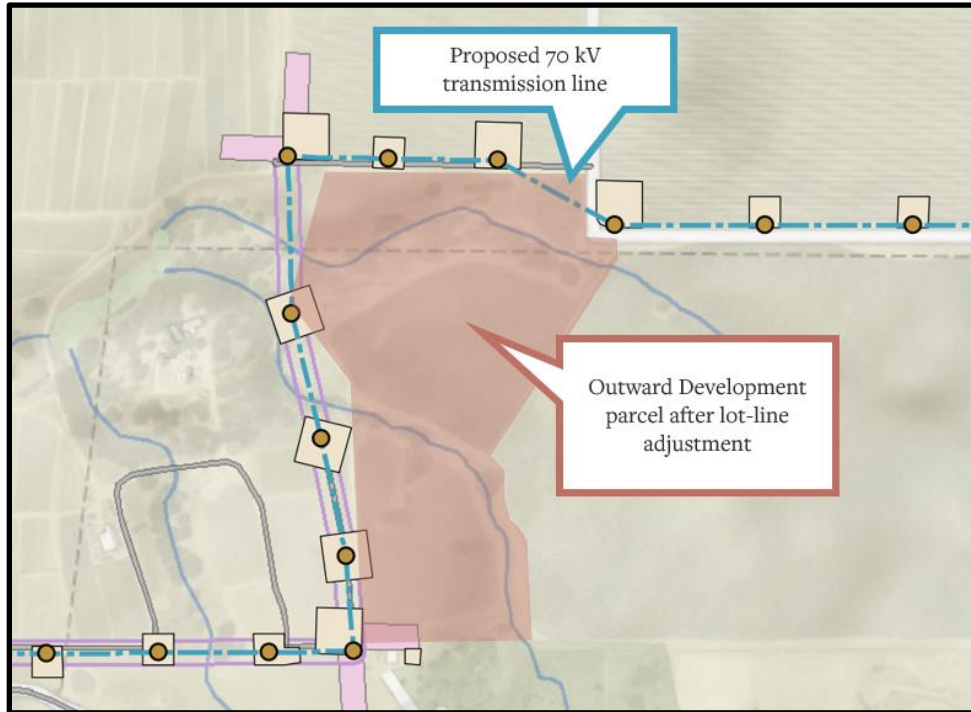 Proposed 70 kV
transmission line
Outward Development
parcel after lot-line
adjustment